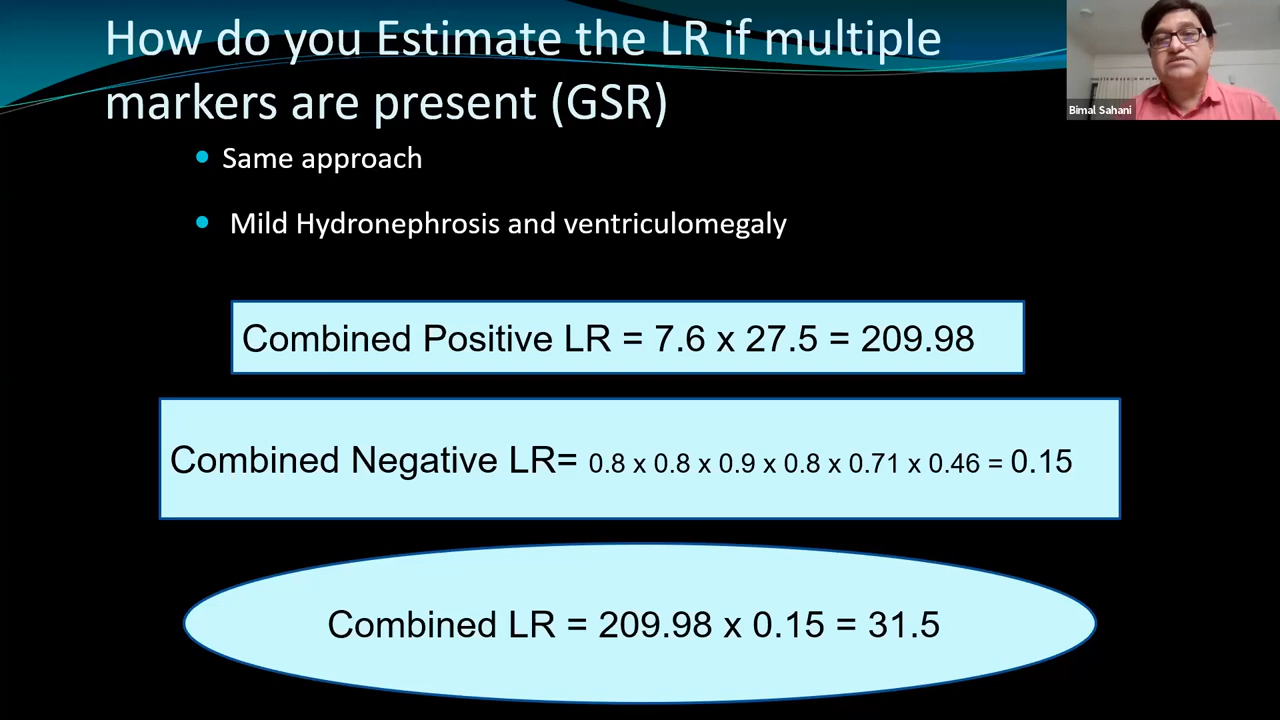 How do you Estimate the LR if multiple
markers are present (GSR)
Bimal Sahani
Same approach
Mild Hydronephrosis and ventriculomegaly
Combined Positive LR = 7.6 x 27.5 = 209.98
Combined Negative LR= 0.8 x 0.8 x 0.9 x 0.8 x 0.71 x 0.46 = 0.15
Combined LR = 209.98 x 0.15 = 31.5